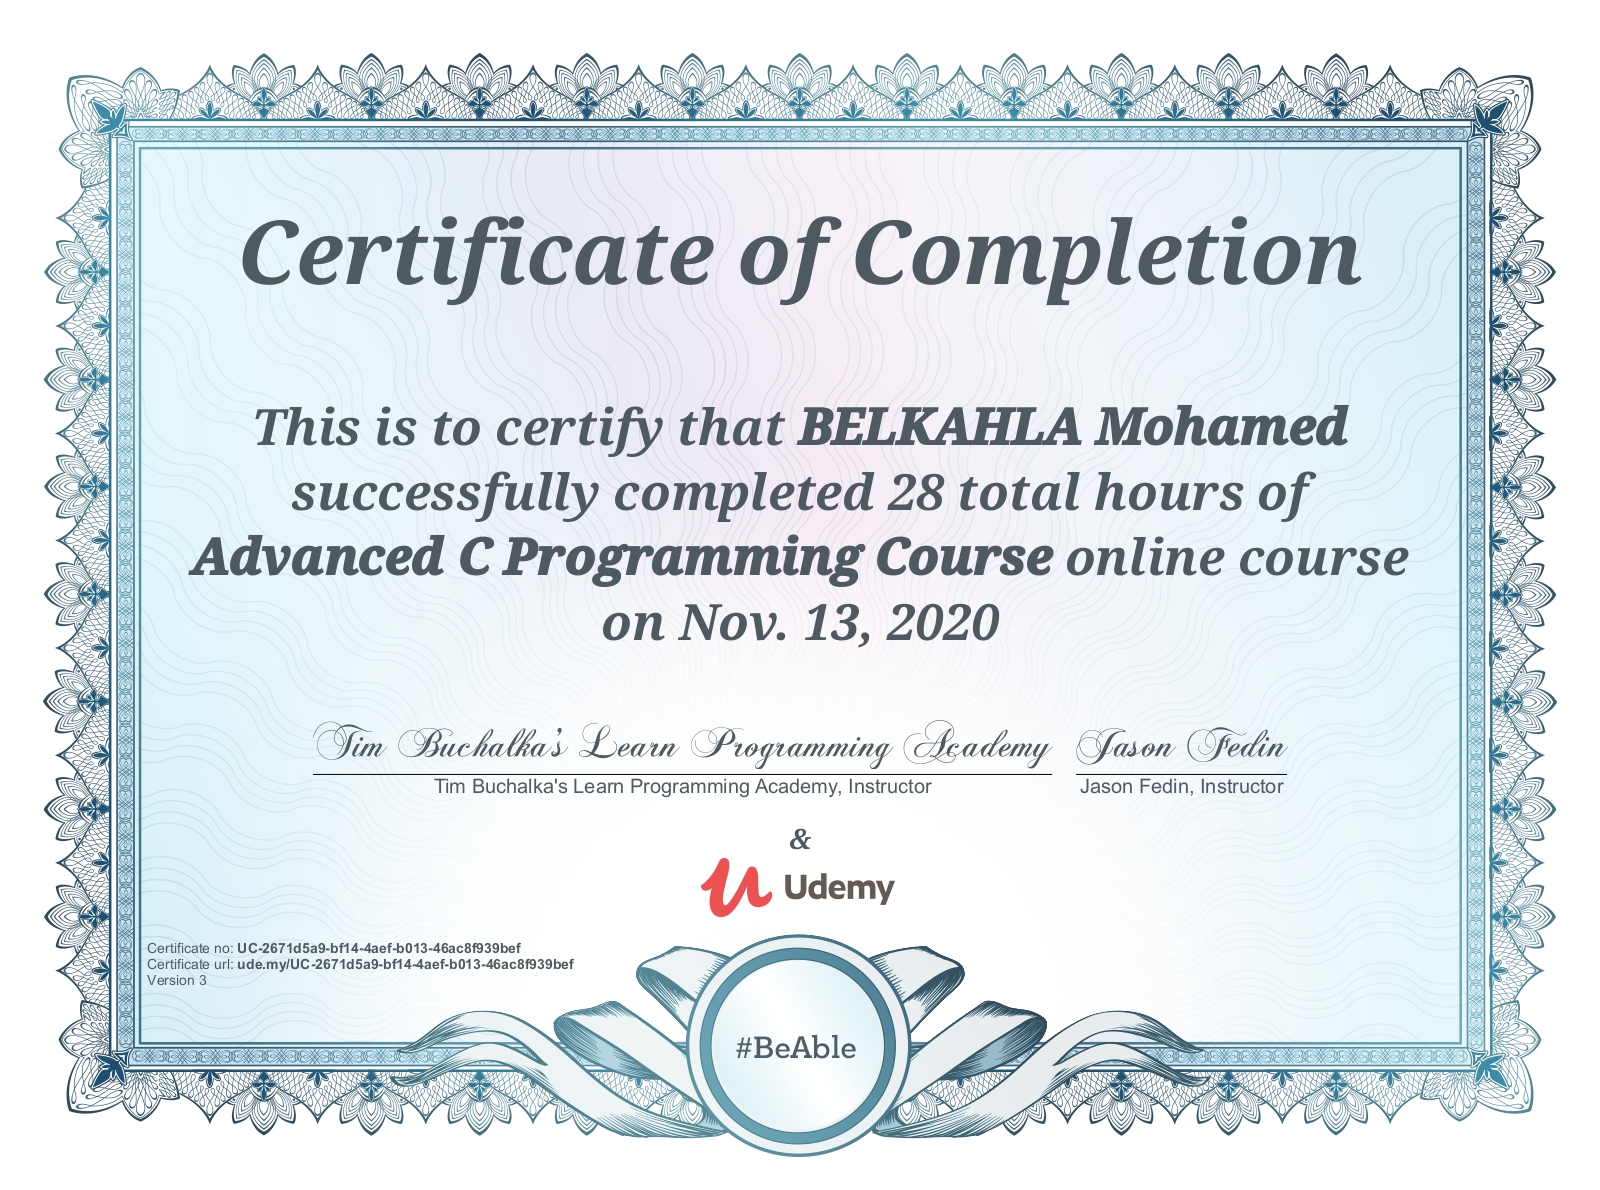 Certificate of Completion
This is to certify that BELKAHLA Mohamed
successfully completed 28 total hours of
Advanced C Programming Course online course
on Nov. 13, 2020
Tim Buchalka's Learn Programming Academy Jason Fedin
Tim Buchalka's Learn Programming Academy, Instructor Jason Fedin, Instructor
&
Udemy
Certificate no: UC-2671d5a9-bf14-4aef-b013-46ac8f939bef
Certificate url: ude.my/UC-2671d5a9-bf14-4aef-b013-46ac8f939bef
Version 3
#BeAble